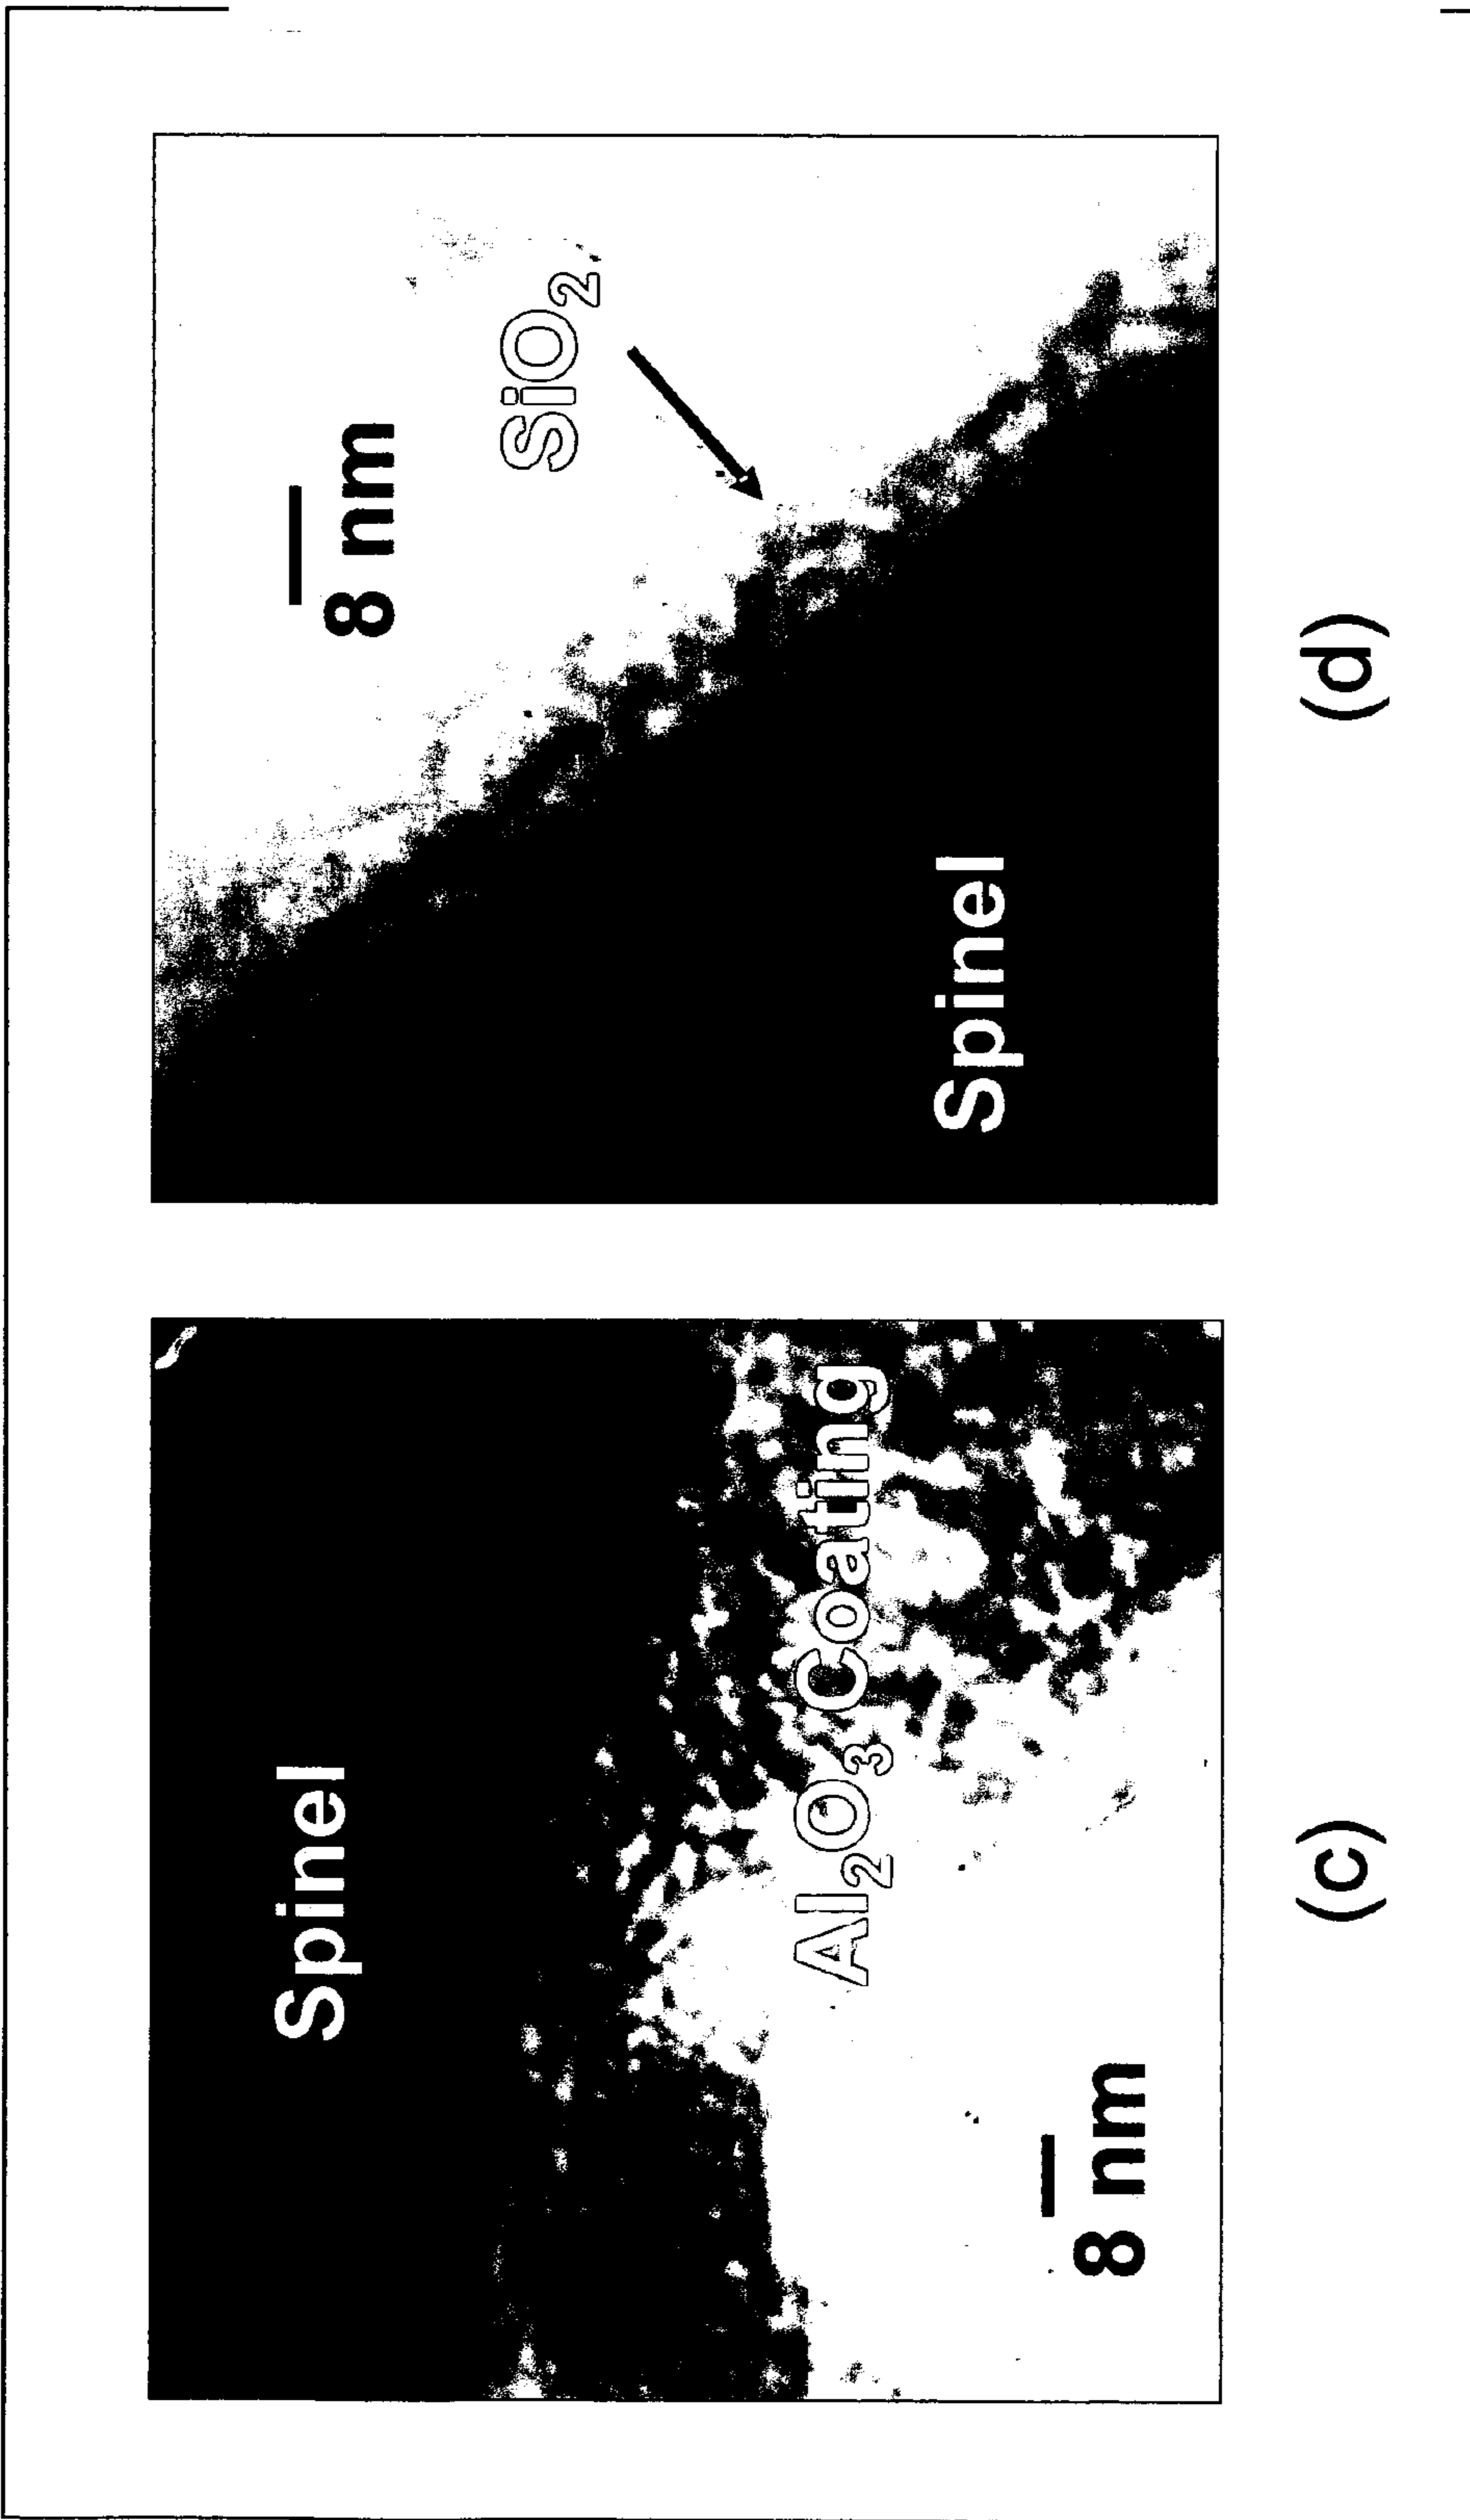 Spinel
Al₂O₃ Coating
8 nm
(c)
8 nm
SiO₂
Spinel
(d)